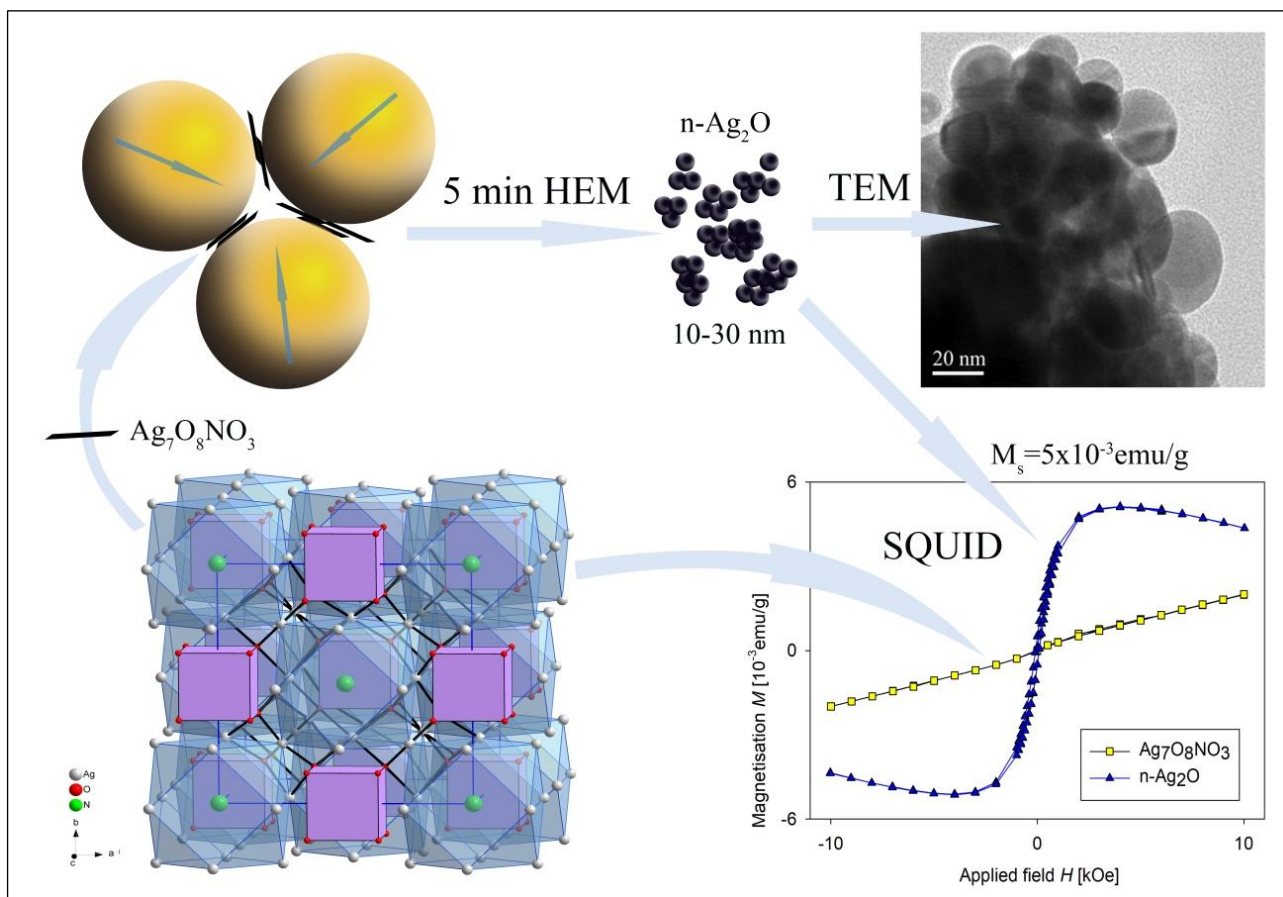 5 min HEM
n-Ag₂O
10-30 nm
TEM
20 nm
Ag₇O₈NO₃
Ag
O
N
b
c
a
Mₛ=5x10⁻³emu/g
SQUID
Magnetisation M [10⁻³emu/g]
6
0
-6
Ag₇O₈NO₃
n-Ag₂O
-10
0
10
Applied field H [kOe]